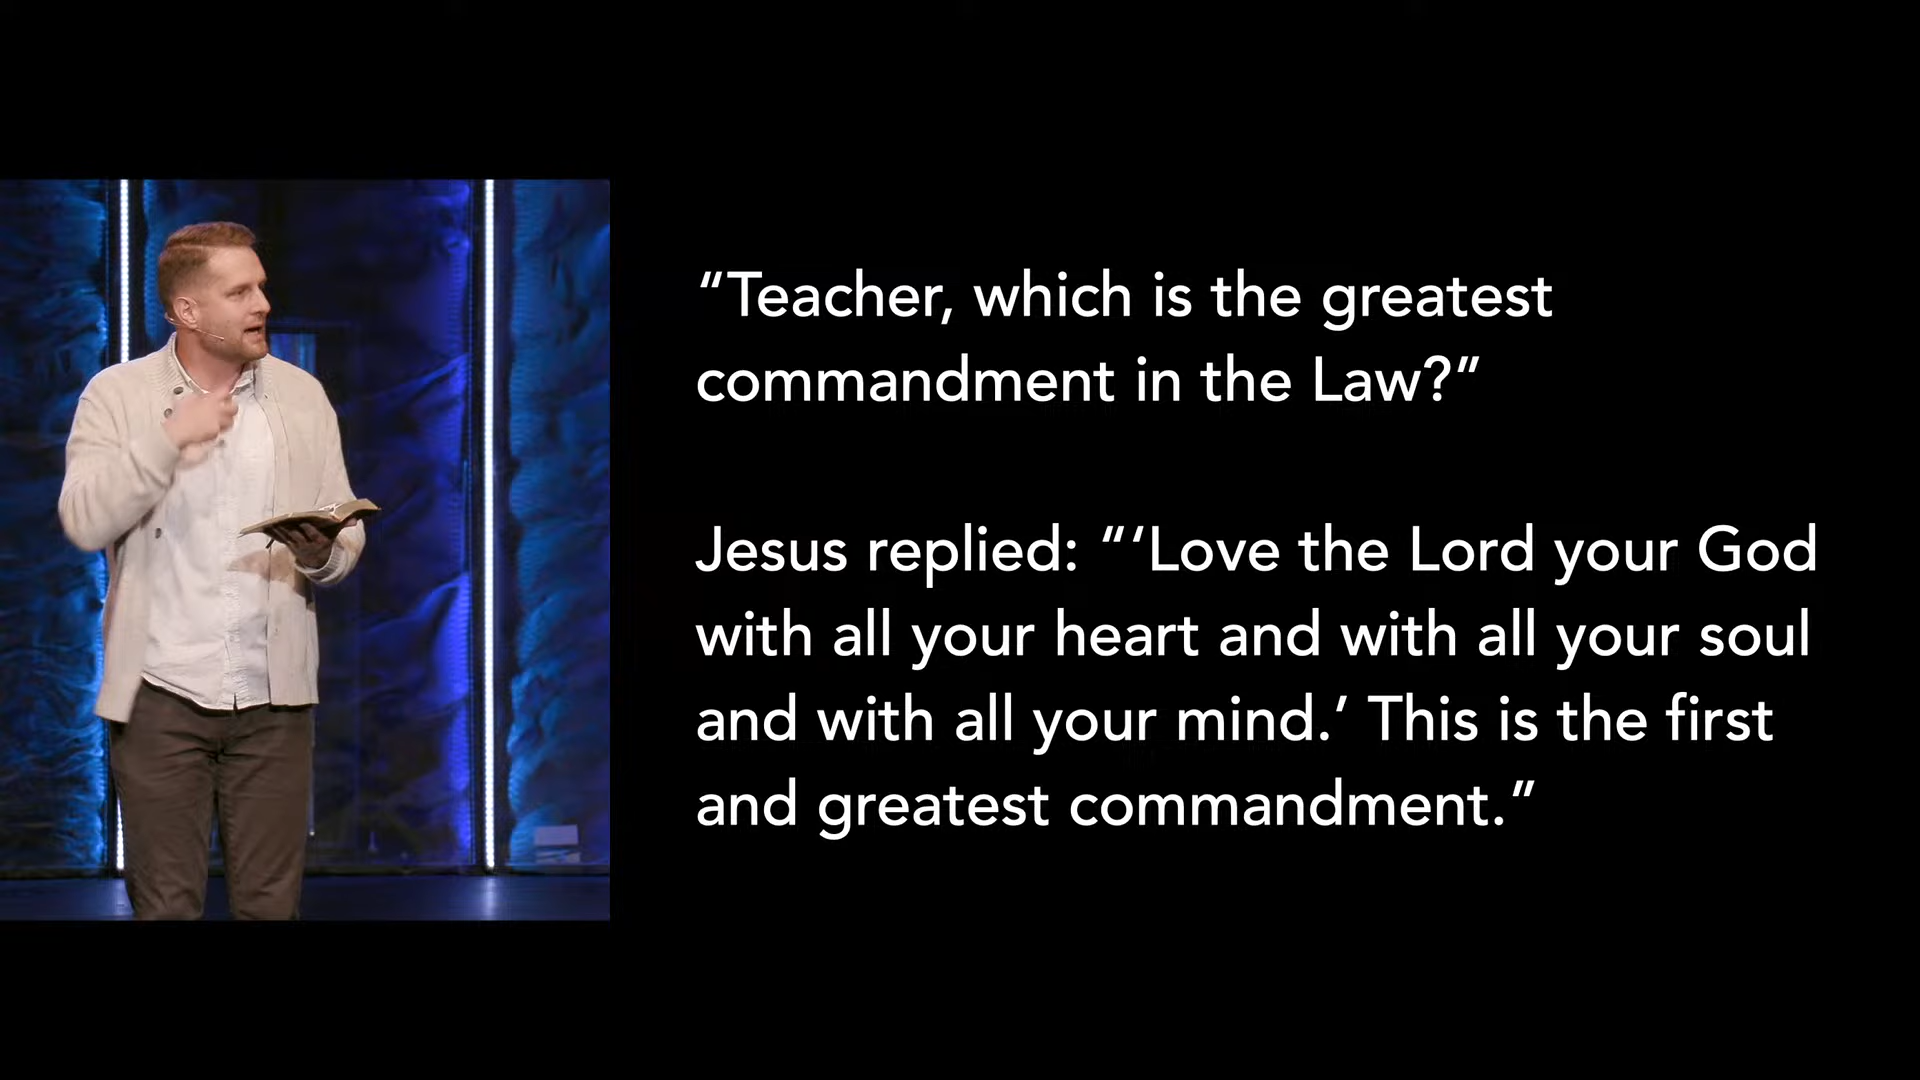 “Teacher, which is the greatest
commandment in the Law?”
Jesus replied: “‘Love the Lord your God
with all your heart and with all your soul
and with all your mind.’ This is the first
and greatest commandment.”